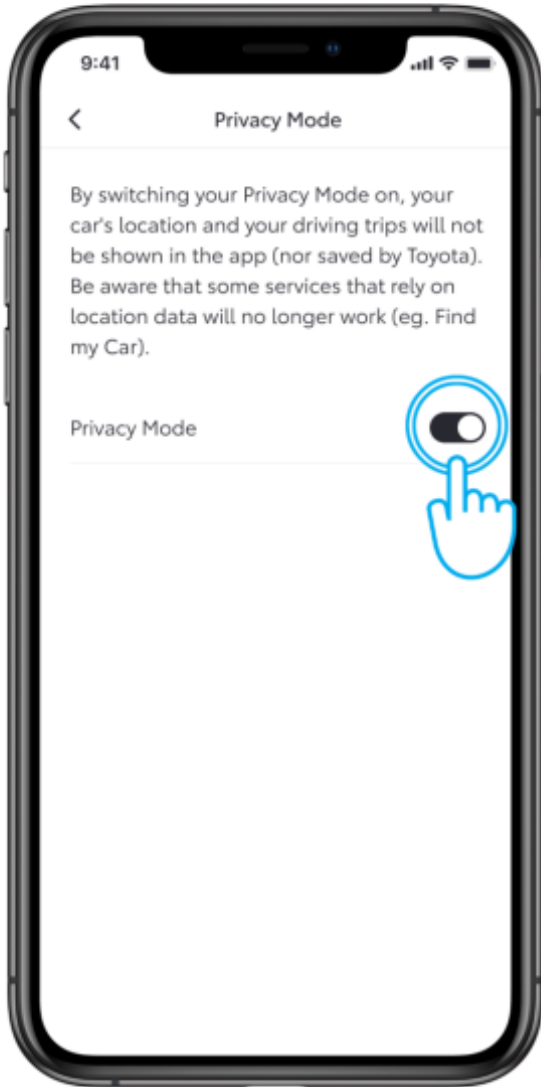 9:41
Privacy Mode
By switching your Privacy Mode on, your
car's location and your driving trips will not
be shown in the app (nor saved by Toyota).
Be aware that some services that rely on
location data will no longer work (eg. Find
my Car).
Privacy Mode